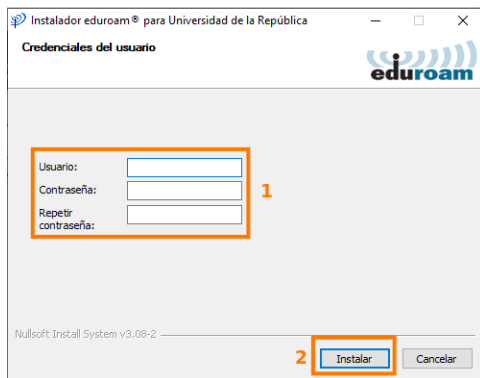 Instalador eduroam® para Universidad de la República
Credenciales del usuario
eduroam
Usuario:
Contraseña:
Repetir
contraseña:
1
Nullsoft Install System v3.08-2
2
Instalar
Cancelar